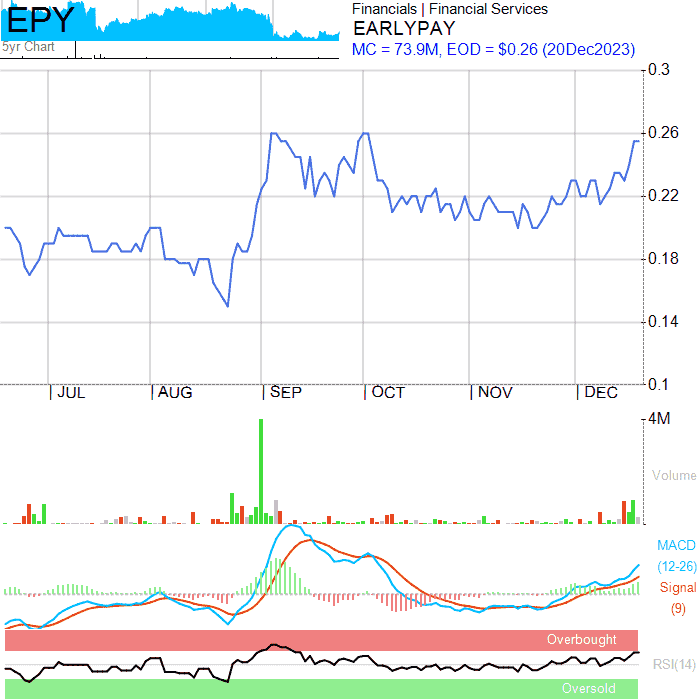 EPY
5yr Chart
Financials | Financial Services
EARLYPAY
MC = 73.9M, EOD = $0.26 (20Dec2023)
0.3
0.26
0.22
0.18
0.14
0.1
JUL AUG SEP OCT NOV DEC
4M
Volume
MACD
(12-26)
Signal
(9)
Overbought
RSI(14)
Oversold